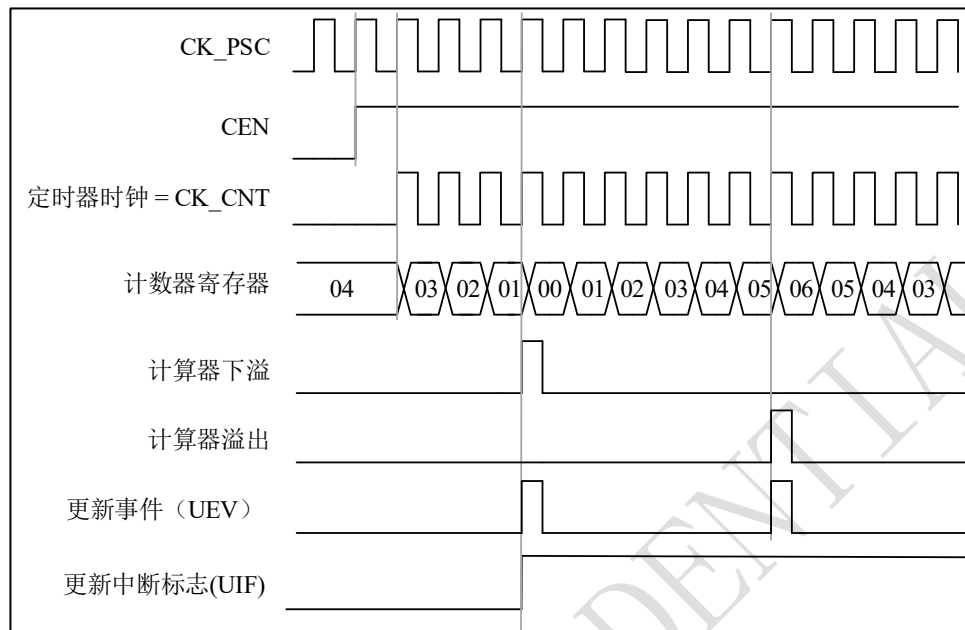 CK_PSC
CEN
定时器时钟 = CK_CNT
计数器寄存器
04 03 02 01 00 01 02 03 04 05 06 05 04 03
计算器下溢
计算器溢出
更新事件（UEV）
更新中断标志(UIF)
DENTIAL